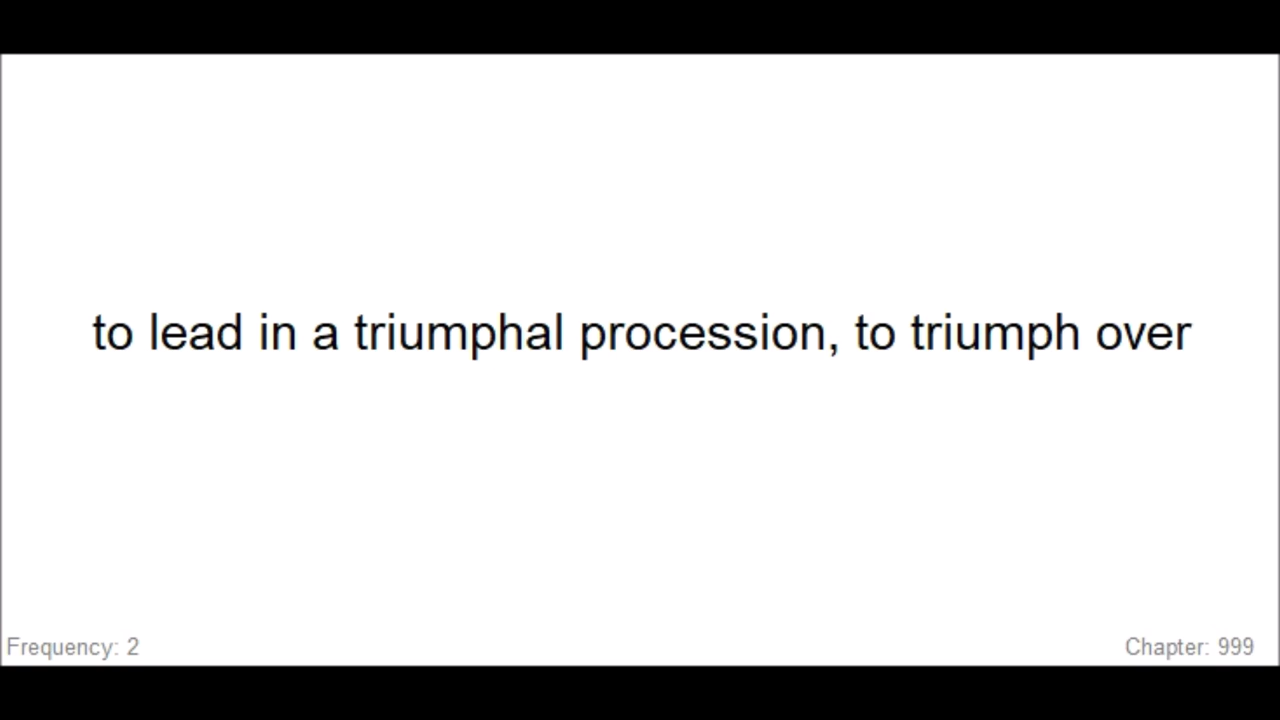 to lead in a triumphal procession, to triumph over
Frequency: 2
Chapter: 999